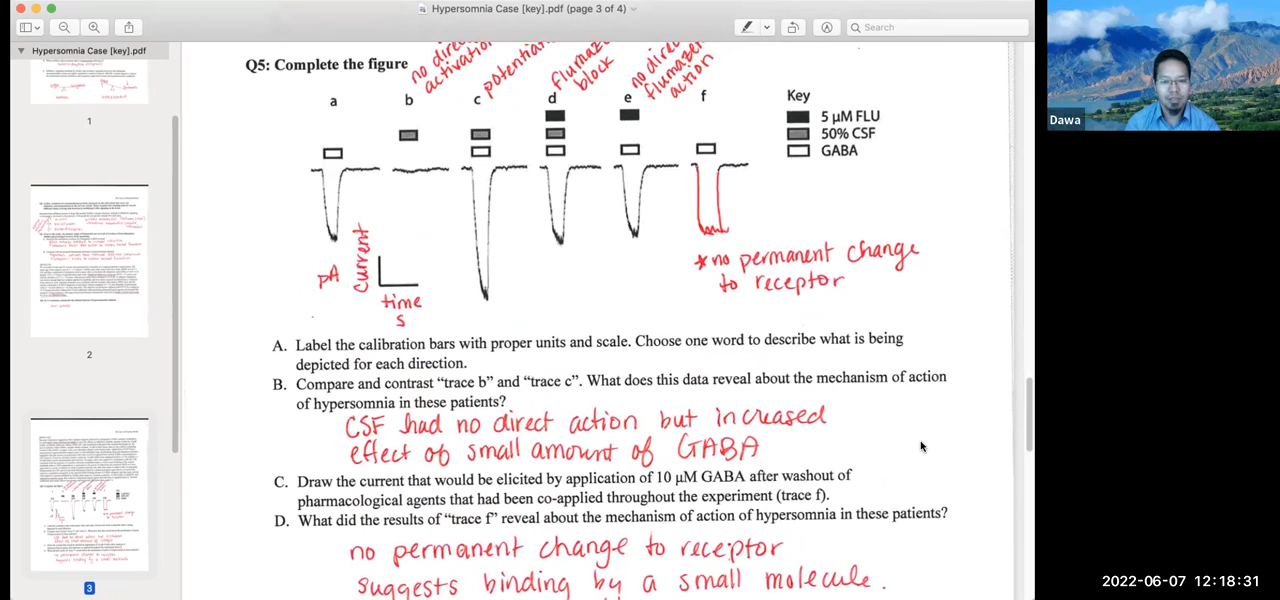 Hypersomnia Case [key].pdf (page 3 of 4)
Search
Hypersomnia Case [key].pdf
1
2
3
Q5: Complete the figure
no direct
activation
flumaz
block
no direct
action
a
b
c
d
e
f
Key
5 µM FLU
50% CSF
GABA
pA
current
time
s
*no permanent change
to receptor
A. Label the calibration bars with proper units and scale. Choose one word to describe what is being
depicted for each direction.
B. Compare and contrast “trace b” and “trace c”. What does this data reveal about the mechanism of action
of hypersomnia in these patients?
CSF had no direct action but increased
effect of small amount of GABA
C. Draw the current that would be elicited by application of 10 µM GABA after washout of
pharmacological agents that had been co-applied throughout the experiment (trace f).
D. What did the results of “trace f” reveal about the mechanism of action of hypersomnia in these patients?
no permanent change to receptor
suggests binding by a small molecule.
Dawa
2022-06-07 12:18:31